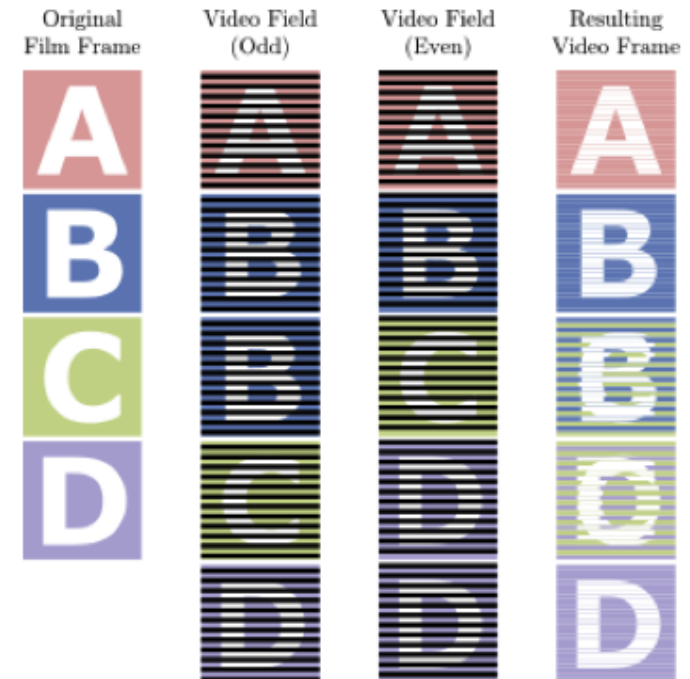 Original Film Frame
Video Field (Odd)
Video Field (Even)
Resulting Video Frame
A A A A
B B B B
C B C B
D C D C
D D D